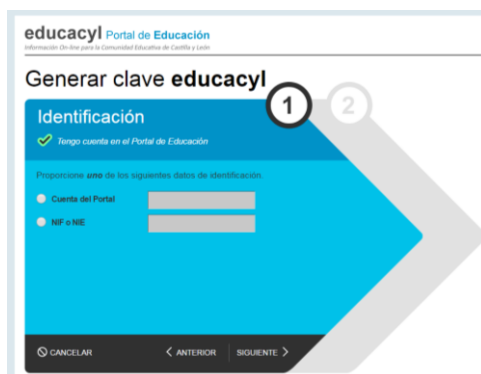 educacyl Portal de Educación
Información On-line para la Comunidad Educativa de Castilla y León
Generar clave educacyl
1
2
Identificación
Tengo cuenta en el Portal de Educación
Proporcione uno de los siguientes datos de identificación.
Cuenta del Portal
NIF o NIE
CANCELAR
ANTERIOR
SIGUIENTE